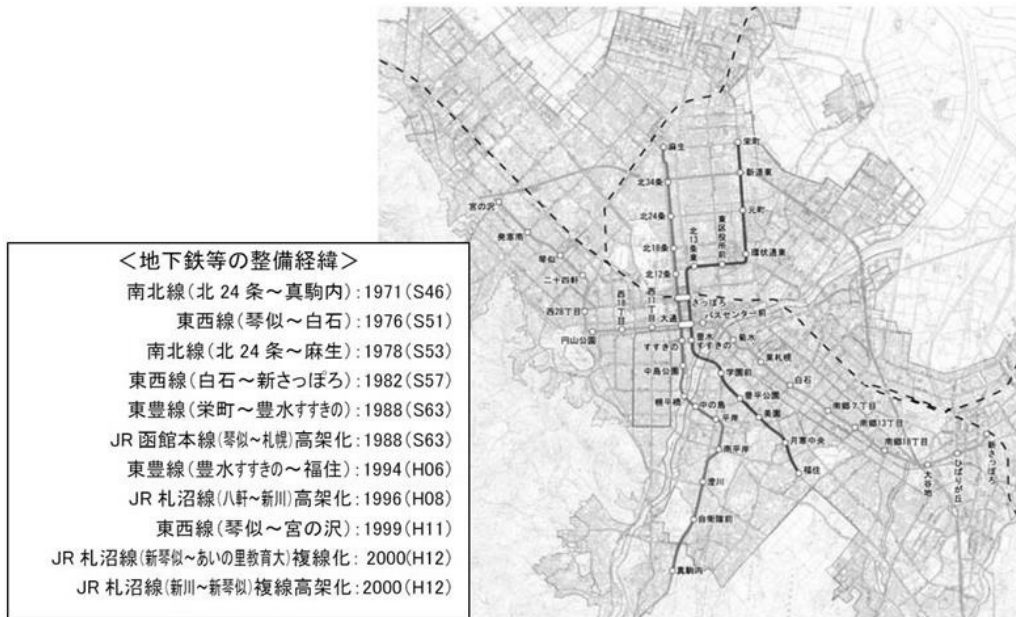 ＜地下鉄等の整備経緯＞
南北線(北24条～真駒内):1971(S46)
東西線(琴似～白石):1976(S51)
南北線(北24条～麻生):1978(S53)
東西線(白石～新さっぽろ):1982(S57)
東豊線(栄町～豊水すすきの):1988(S63)
JR函館本線(琴似～札幌)高架化:1988(S63)
東豊線(豊水すすきの～福住):1994(H06)
JR札沼線(八軒～新川)高架化:1996(H08)
東西線(琴似～宮の沢):1999(H11)
JR札沼線(新琴似～あいの里教育大)複線化:2000(H12)
JR札沼線(新川～新琴似)複線高架化:2000(H12)
麻生
栄町
北34条
新道東
宮の沢
北24条
元町
発寒南
北18条
北13条東
東区役所前
環状通東
琴似
二十四軒
北12条
西28丁目
西18丁目
西11丁目
さっぽろ
大通
バスセンター前
円山公園
すすきの
豊水すすきの
菊水
東札幌
中島公園
学園前
白石
幌平橋
中の島
豊平公園
南郷7丁目
平岸
美園
南郷13丁目
月寒中央
南郷18丁目
新さっぽろ
南平岸
福住
大谷地
ひばりが丘
澄川
自衛隊前
真駒内